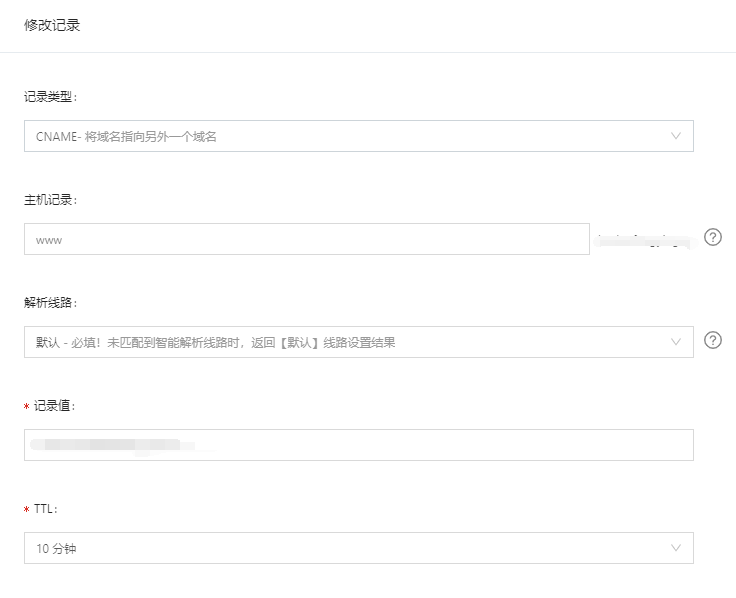 修改记录
记录类型：
CNAME- 将域名指向另外一个域名
主机记录：
www
解析线路：
默认 - 必填！未匹配到智能解析线路时，返回【默认】线路设置结果
* 记录值：
* TTL：
10 分钟